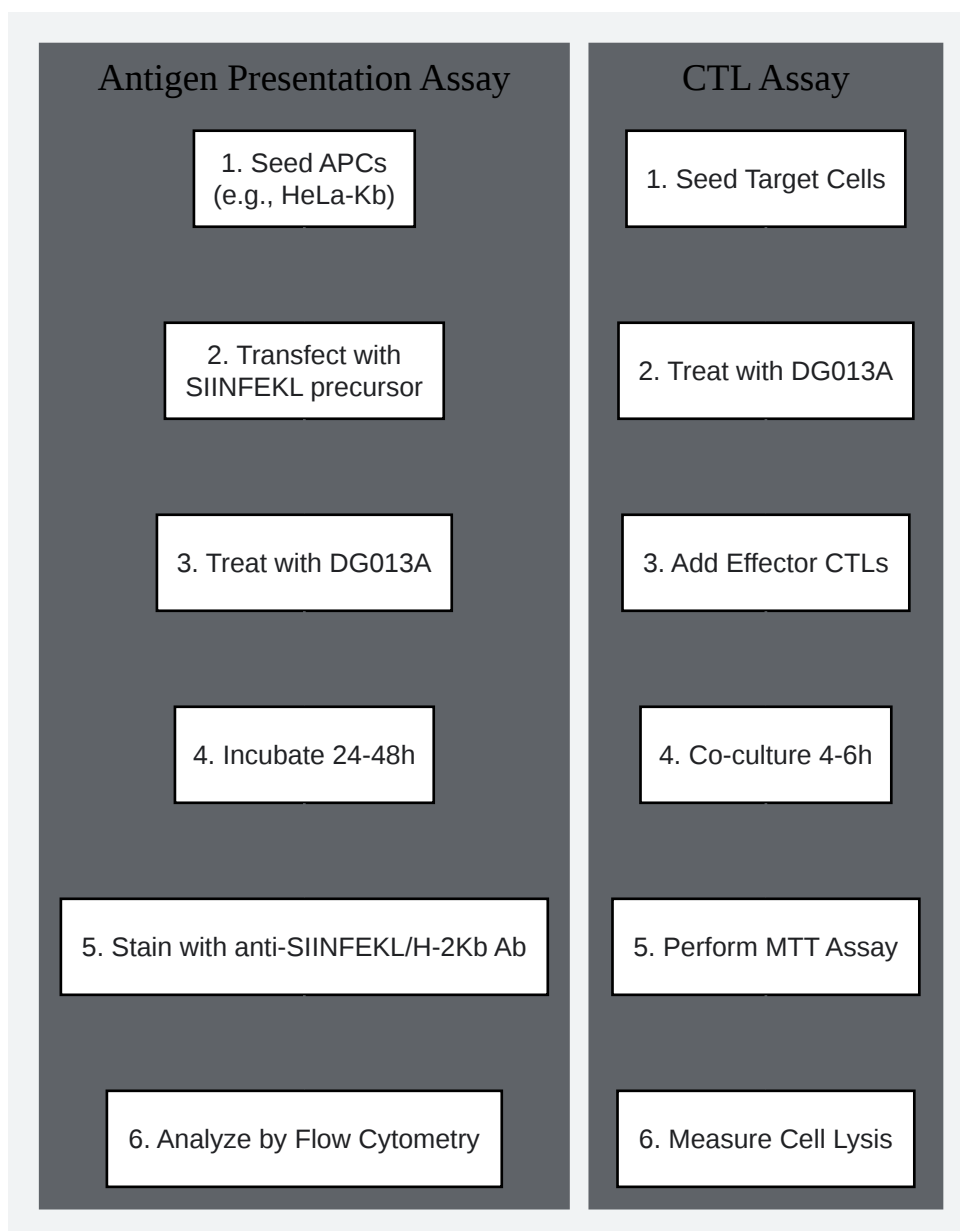 Antigen Presentation Assay
1. Seed APCs
(e.g., HeLa-Kb)
2. Transfect with
SIINFEKL precursor
3. Treat with DG013A
4. Incubate 24-48h
5. Stain with anti-SIINFEKL/H-2Kb Ab
6. Analyze by Flow Cytometry
CTL Assay
1. Seed Target Cells
2. Treat with DG013A
3. Add Effector CTLs
4. Co-culture 4-6h
5. Perform MTT Assay
6. Measure Cell Lysis